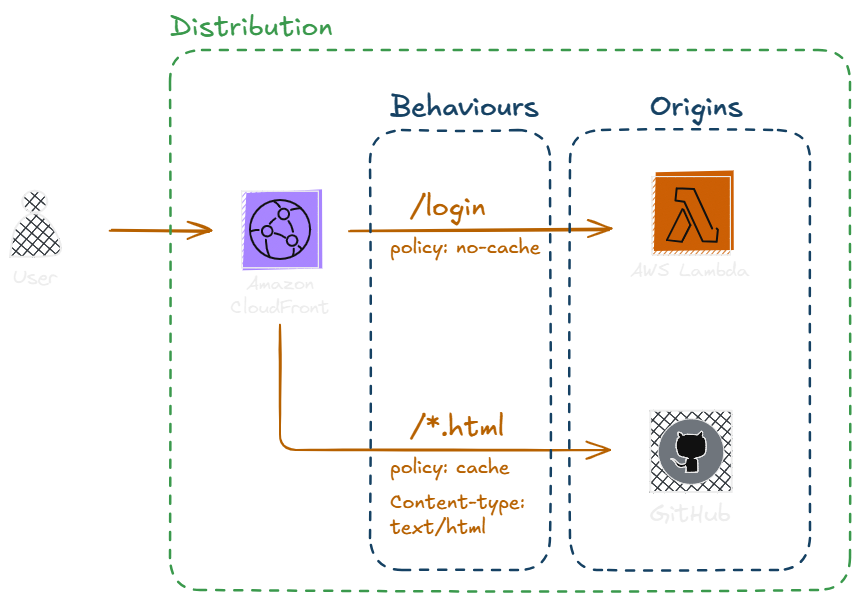 Distribution
Behaviours
Origins
/login
policy: no-cache
User
Amazon
CloudFront
AWS Lambda
/*.html
policy: cache
Content-type:
text/html
GitHub